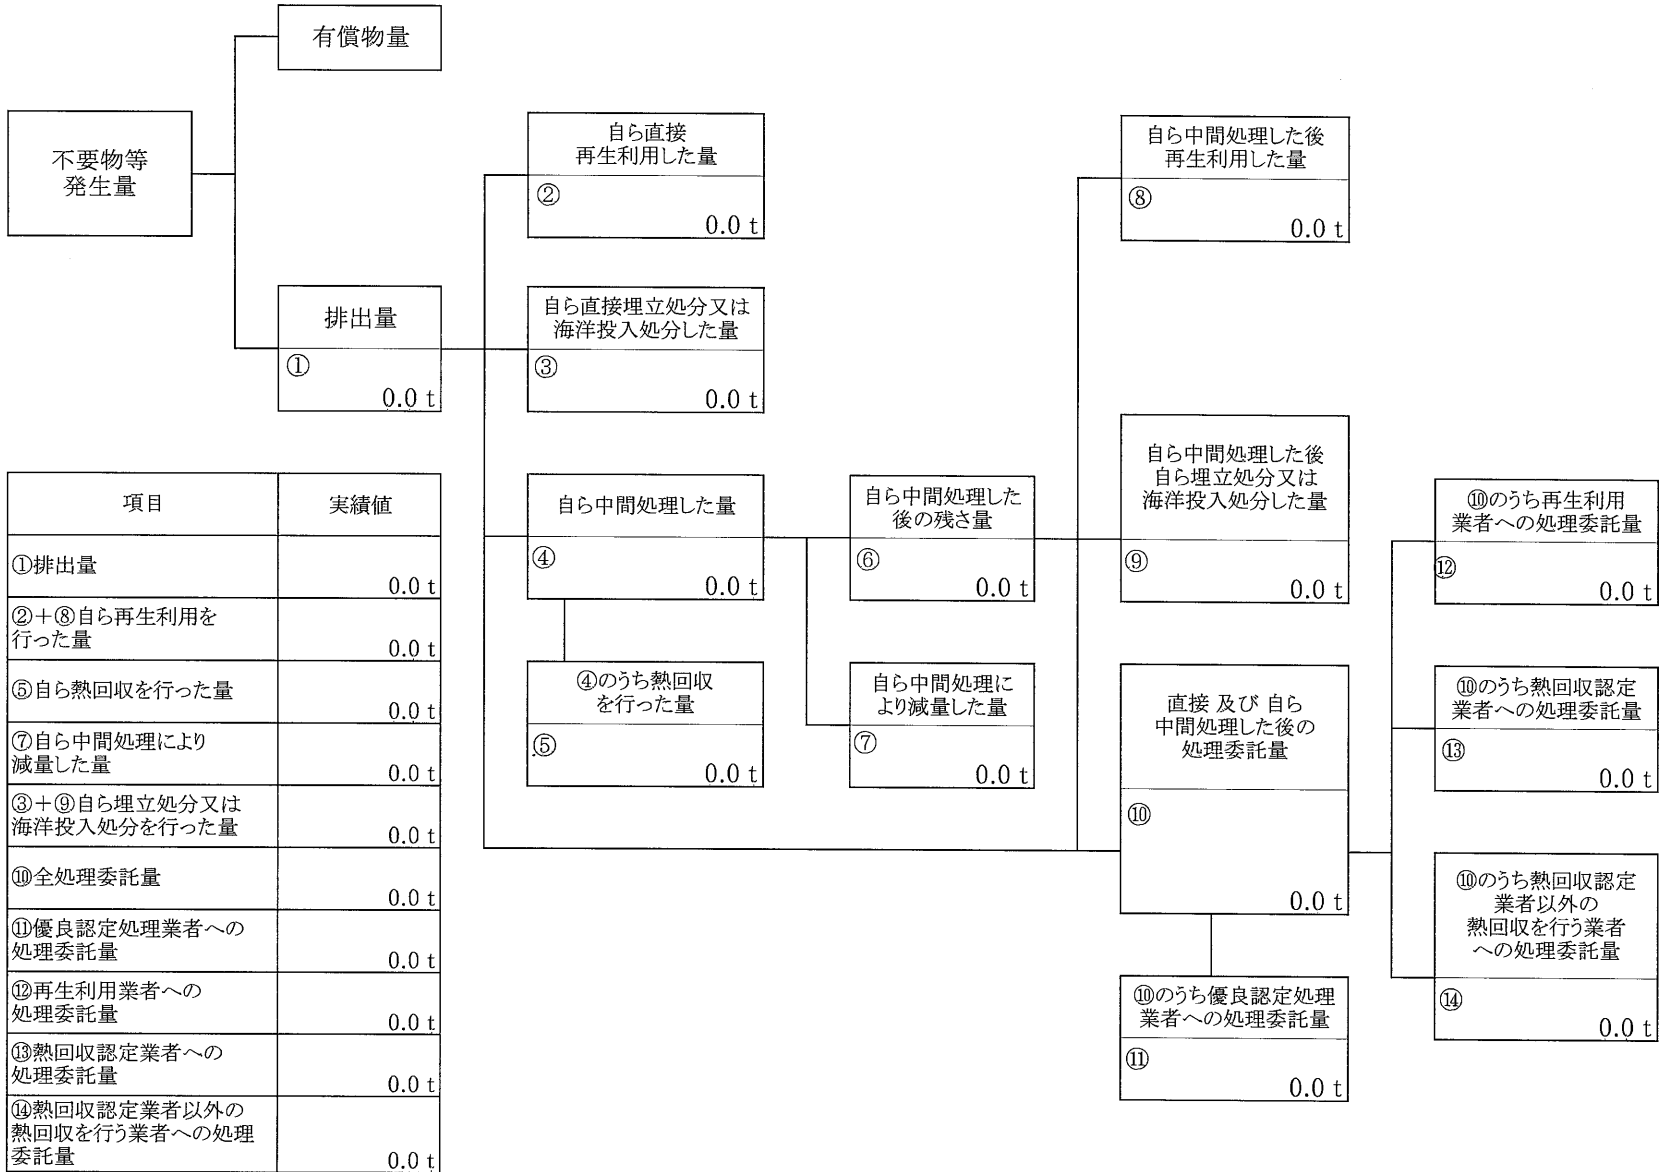 有償物量
不要物等
発生量
排出量
①
0.0 t
自ら直接
再生利用した量
②
0.0 t
自ら直接埋立処分又は
海洋投入処分した量
③
0.0 t
自ら中間処理した量
④
0.0 t
④のうち熱回収
を行った量
⑤
0.0 t
自ら中間処理した
後の残さ量
⑥
0.0 t
自ら中間処理に
より減量した量
⑦
0.0 t
自ら中間処理した後
再生利用した量
⑧
0.0 t
自ら中間処理した後
自ら埋立処分又は
海洋投入処分した量
⑨
0.0 t
直接 及び 自ら
中間処理した後の
処理委託量
⑩
0.0 t
⑩のうち優良認定処理
業者への処理委託量
⑪
0.0 t
⑩のうち再生利用
業者への処理委託量
⑫
0.0 t
⑩のうち熱回収認定
業者への処理委託量
⑬
0.0 t
⑩のうち熱回収認定
業者以外の
熱回収を行う業者
への処理委託量
⑭
0.0 t
項目 実績値
①排出量
0.0 t
②+⑧自ら再生利用を
行った量
0.0 t
⑤自ら熱回収を行った量
0.0 t
⑦自ら中間処理により
減量した量
0.0 t
③+⑨自ら埋立処分又は
海洋投入処分を行った量
0.0 t
⑩全処理委託量
0.0 t
⑪優良認定処理業者への
処理委託量
0.0 t
⑫再生利用業者への
処理委託量
0.0 t
⑬熱回収認定業者への
処理委託量
0.0 t
⑭熱回収認定業者以外の
熱回収を行う業者への処理
委託量
0.0 t